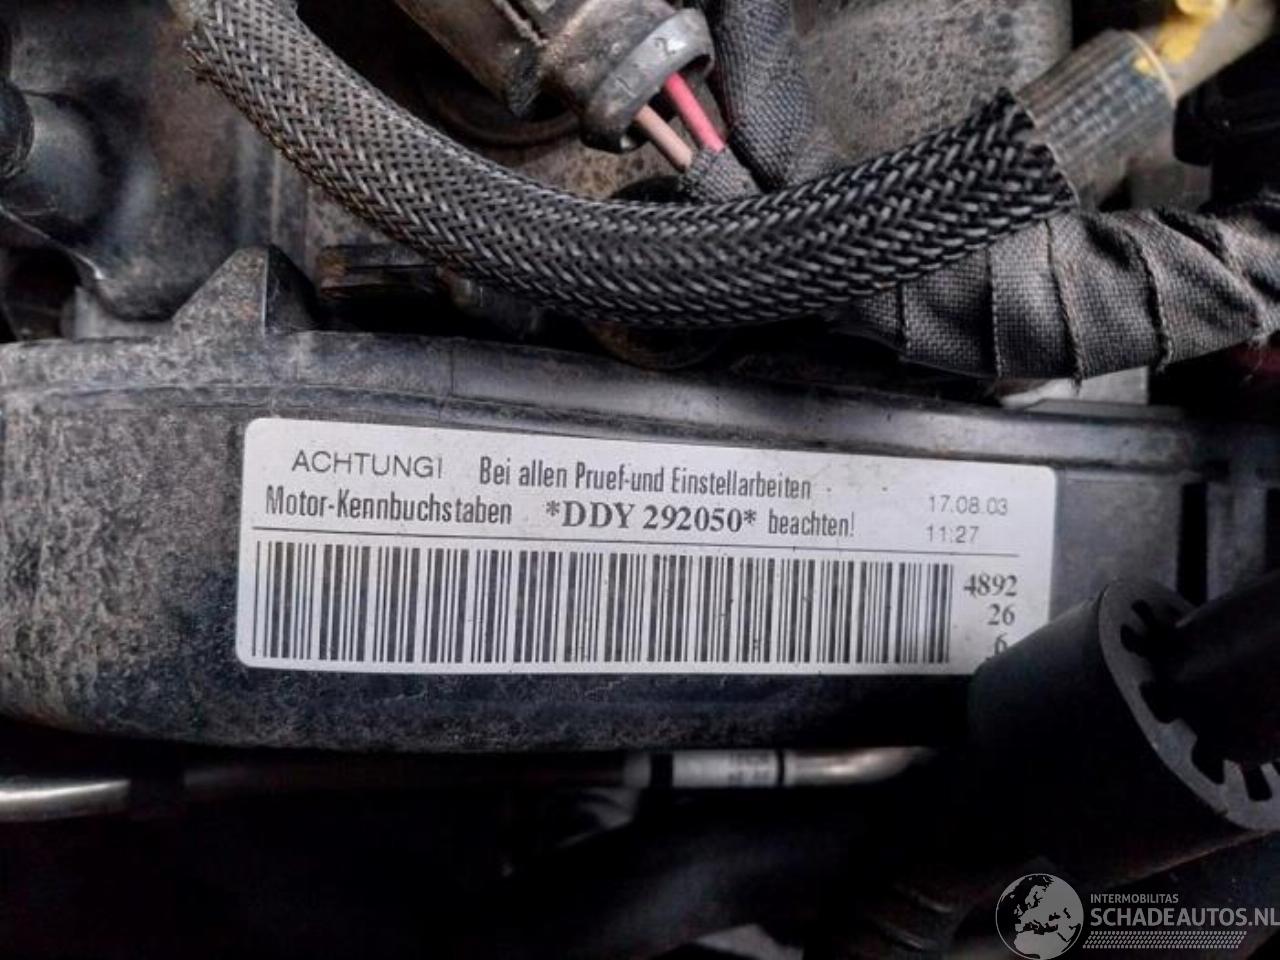 ACHTUNG! Bei allen Pruef-und Einstellarbeiten
Motor-Kennbuchstaben *DDY 292050* beachten!
17.08.03
11:27
4892
26
6
2
INTERMOBILITAS
SCHADEAUTOS.NL